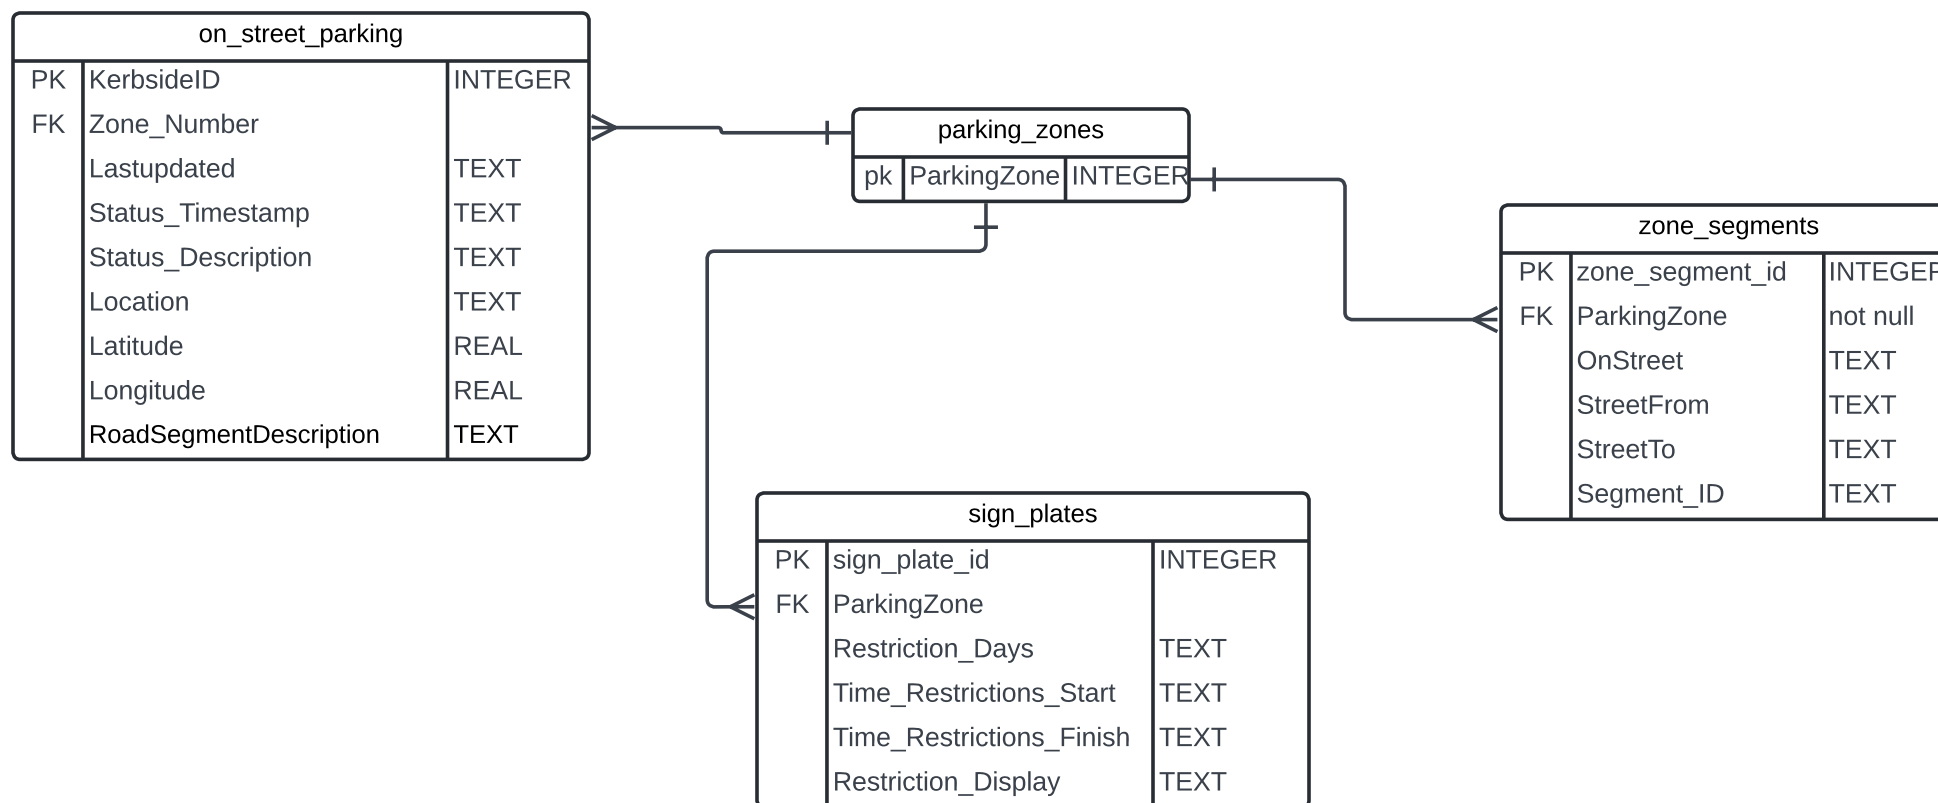 on_street_parking
PK KerbsideID INTEGER
FK Zone_Number
Lastupdated TEXT
Status_Timestamp TEXT
Status_Description TEXT
Location TEXT
Latitude REAL
Longitude REAL
RoadSegmentDescription TEXT
parking_zones
pk ParkingZone INTEGER
zone_segments
PK zone_segment_id INTEGER
FK ParkingZone not null
OnStreet TEXT
StreetFrom TEXT
StreetTo TEXT
Segment_ID TEXT
sign_plates
PK sign_plate_id INTEGER
FK ParkingZone
Restriction_Days TEXT
Time_Restrictions_Start TEXT
Time_Restrictions_Finish TEXT
Restriction_Display TEXT